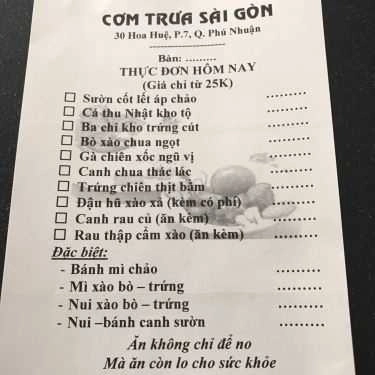 CƠM TRƯA SÀI GÒN
30 Hoa Huệ, P.7, Q. Phú Nhuận
-----------------------
Bàn: .........
THỰC ĐƠN HÔM NAY
(Giá chỉ từ 25K)
☐ Sườn cốt lết áp chảo ............
☐ Cá thu Nhật kho tộ ............
☐ Ba chỉ kho trứng cút ............
☐ Bò xào chua ngọt ............
☐ Gà chiên xốc ngũ vị ............
☐ Canh chua thác lác ............
☐ Trứng chiên thịt bằm ............
☐ Đậu hũ xào xả (kèm có phí) ............
☐ Canh rau củ (ăn kèm) ............
☐ Rau thập cẩm xào (ăn kèm) ............
Đặc biệt:
- Bánh mì chảo ............
- Mì xào bò – trứng ............
- Nui xào bò – trứng ............
- Nui –bánh canh sườn ............
Ăn không chỉ để no
Mà ăn còn lo cho sức khỏe